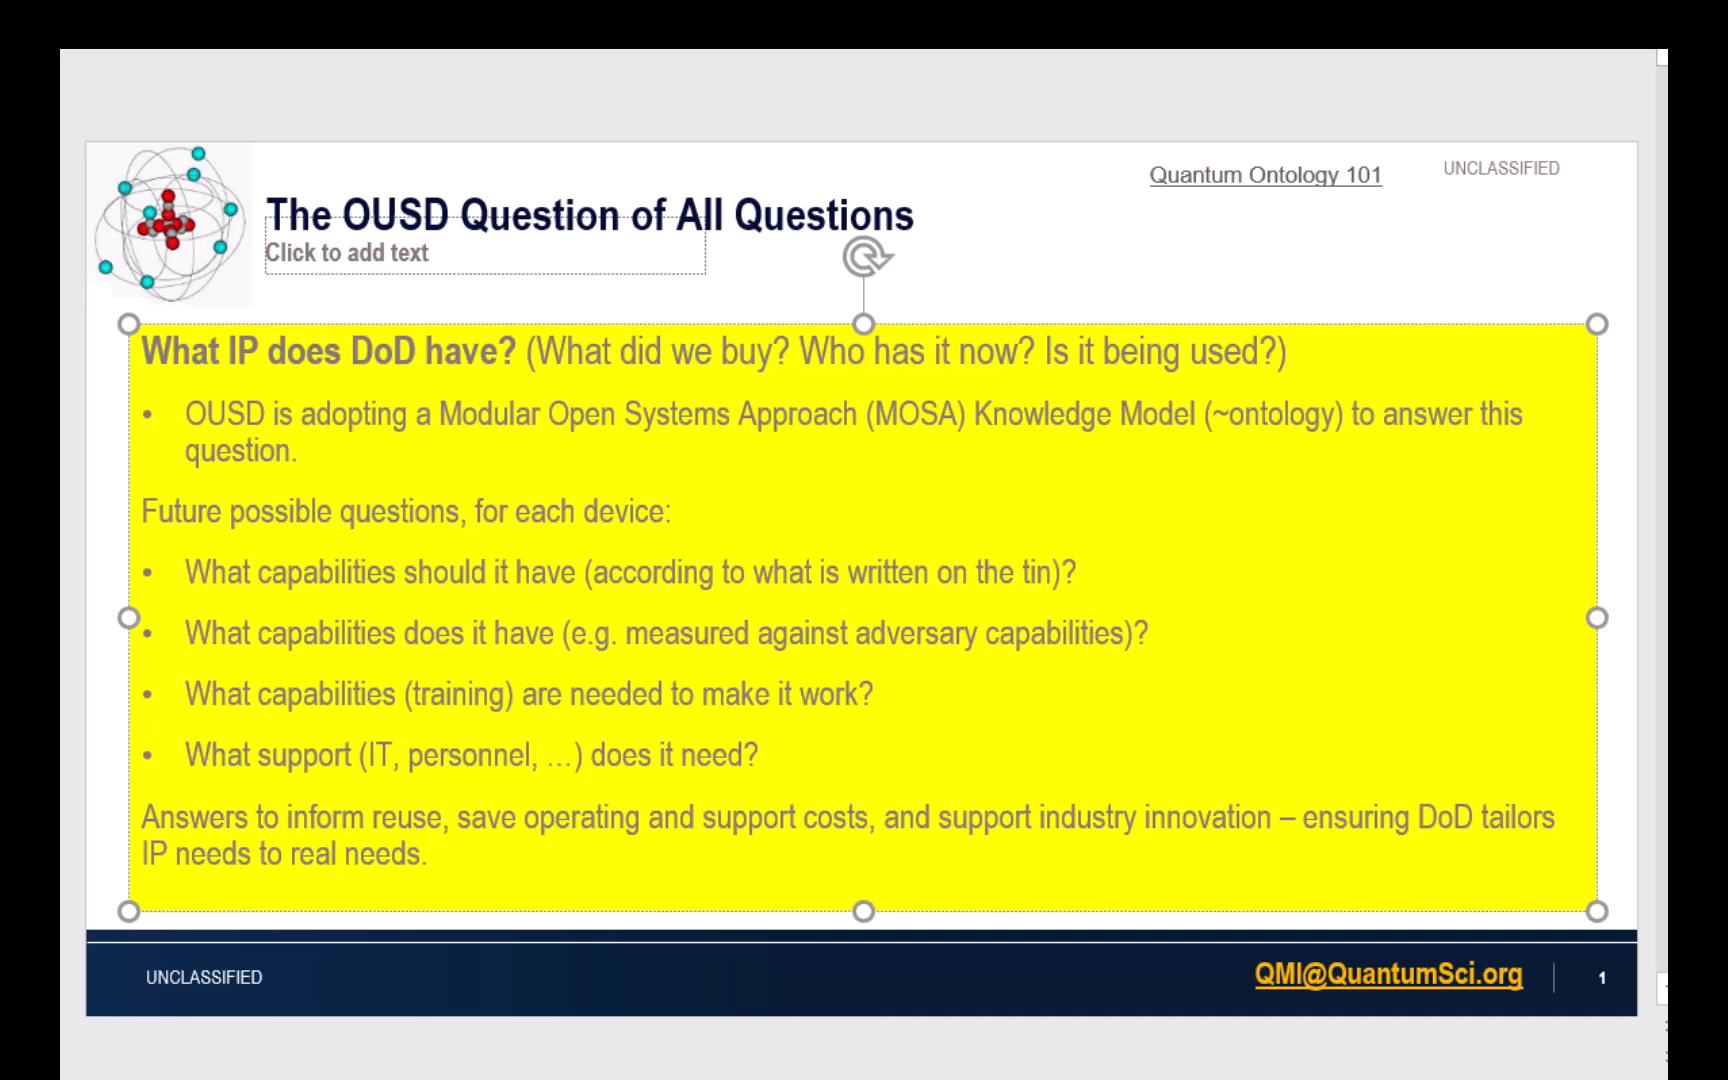 Quantum Ontology 101
UNCLASSIFIED
The OUSD Question of All Questions
Click to add text
What IP does DoD have? (What did we buy? Who has it now? Is it being used?)
• OUSD is adopting a Modular Open Systems Approach (MOSA) Knowledge Model (~ontology) to answer this
question.
Future possible questions, for each device:
• What capabilities should it have (according to what is written on the tin)?
• What capabilities does it have (e.g. measured against adversary capabilities)?
• What capabilities (training) are needed to make it work?
• What support (IT, personnel, …) does it need?
Answers to inform reuse, save operating and support costs, and support industry innovation – ensuring DoD tailors
IP needs to real needs.
UNCLASSIFIED
QMI@QuantumSci.org
1